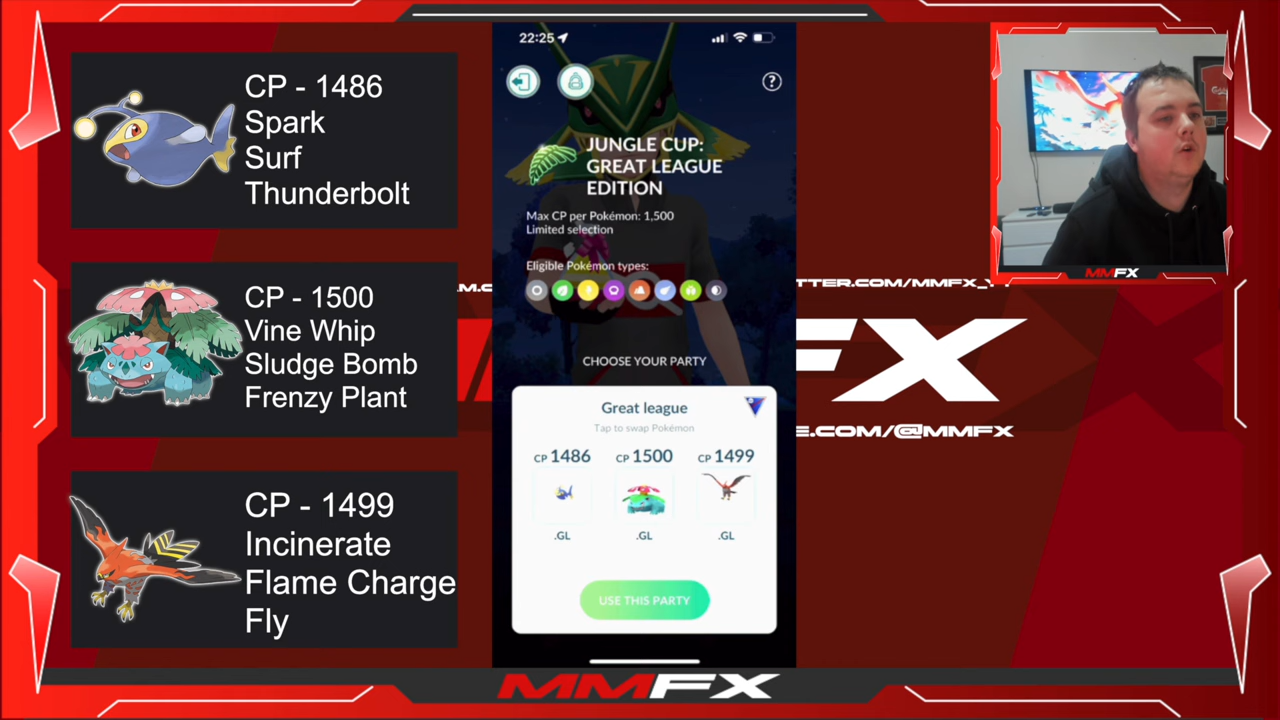 CP - 1486
Spark
Surf
Thunderbolt
CP - 1500
Vine Whip
Sludge Bomb
Frenzy Plant
CP - 1499
Incinerate
Flame Charge
Fly
22:25
?
JUNGLE CUP:
GREAT LEAGUE
EDITION
Max CP per Pokémon: 1,500
Limited selection
Eligible Pokémon types:
CHOOSE YOUR PARTY
Great league
Tap to swap Pokémon
CP 1486 CP 1500 CP 1499
.GL .GL .GL
USE THIS PARTY
MMFX
MMFX
FX
E.COM/@MMFX